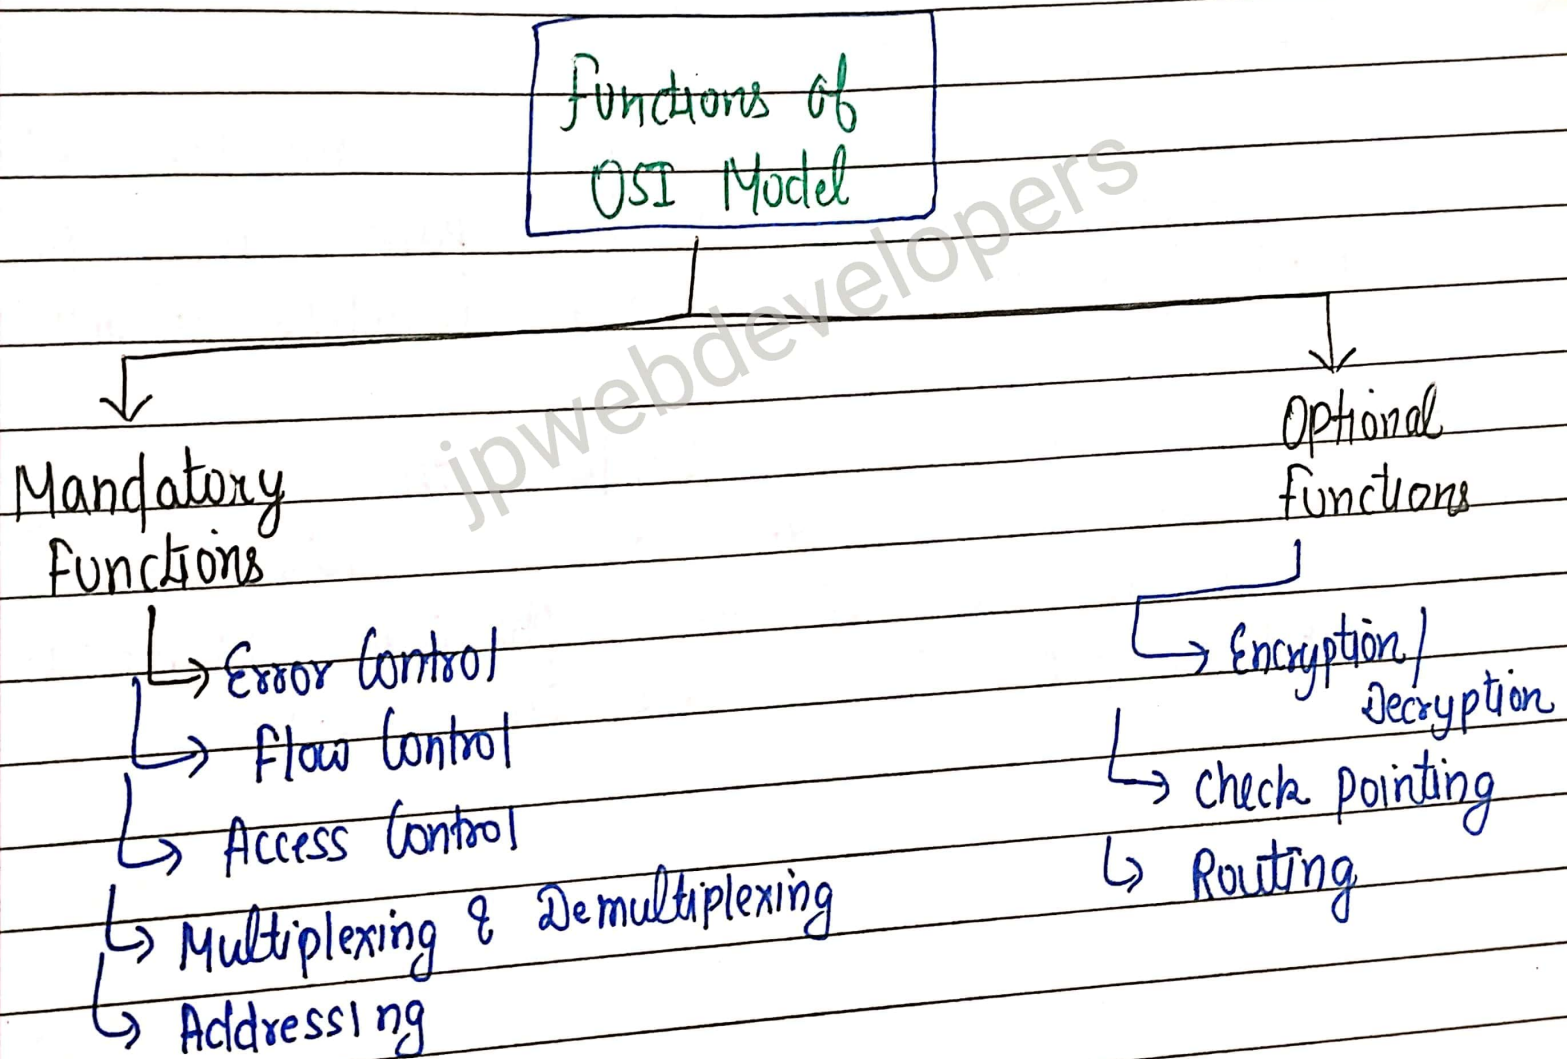 Functions of
OSI Model
jpwebdevelopers
Mandatory
Functions
Error Control
Flow Control
Access Control
Multiplexing & Demultiplexing
Addressing
Optional
Functions
Encryption/
Decryption
Check pointing
Routing